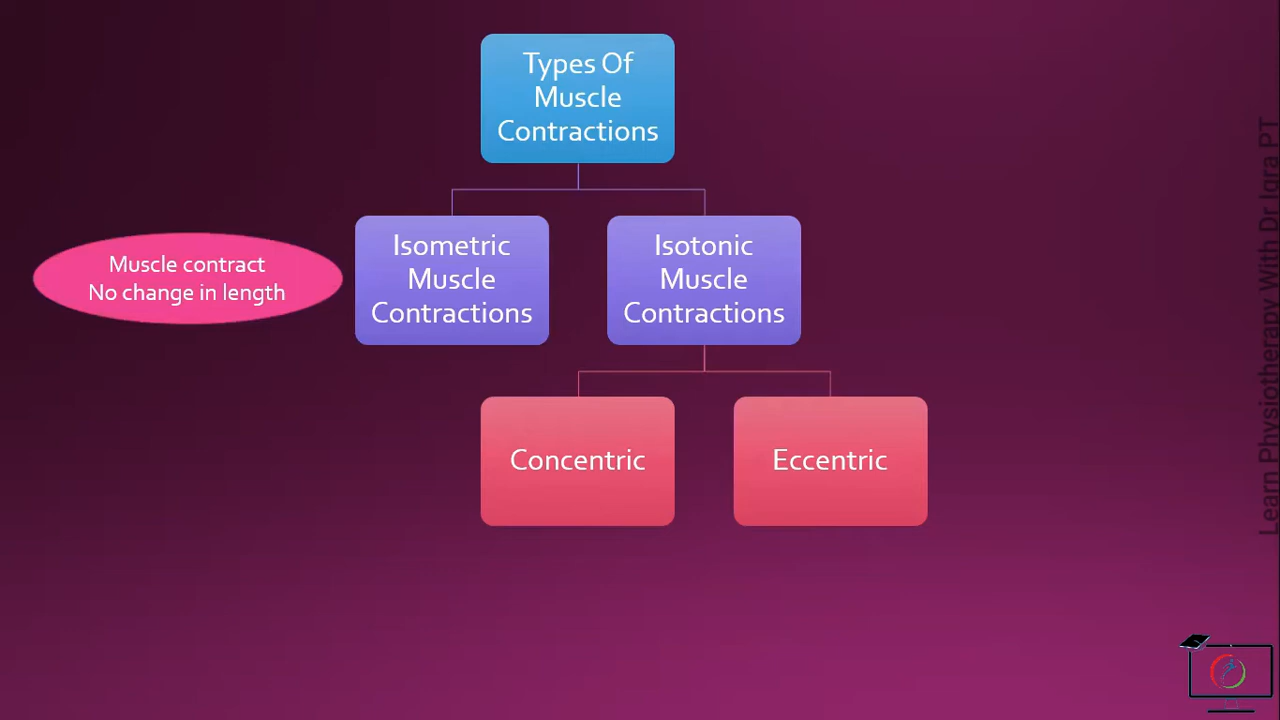 Types Of
Muscle
Contractions
Muscle contract
No change in length
Isometric
Muscle
Contractions
Isotonic
Muscle
Contractions
Concentric
Eccentric
Learn Physiotherapy With Dr Iqra PT